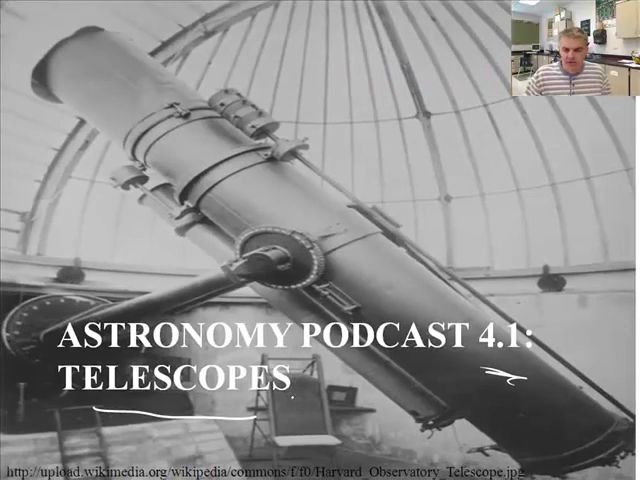 ASTRONOMY PODCAST 4.1:
TELESCOPES
http://upload.wikimedia.org/wikipedia/commons/f/f0/Harvard_Observatory_Telescope.jpg